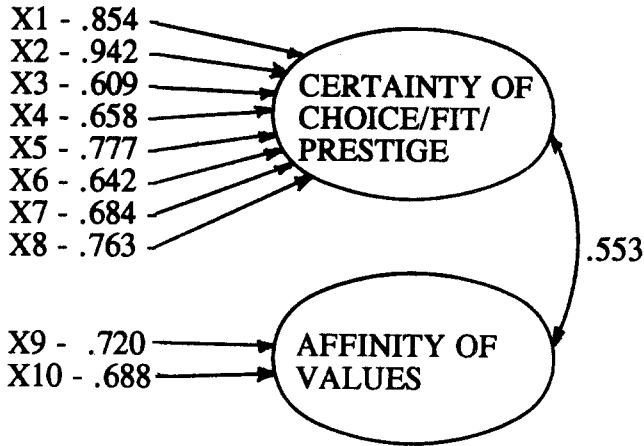 X1 - .854
X2 - .942
X3 - .609
X4 - .658
X5 - .777
X6 - .642
X7 - .684
X8 - .763
CERTAINTY OF
CHOICE/FIT/
PRESTIGE
.553
X9 - .720
X10 - .688
AFFINITY OF
VALUES